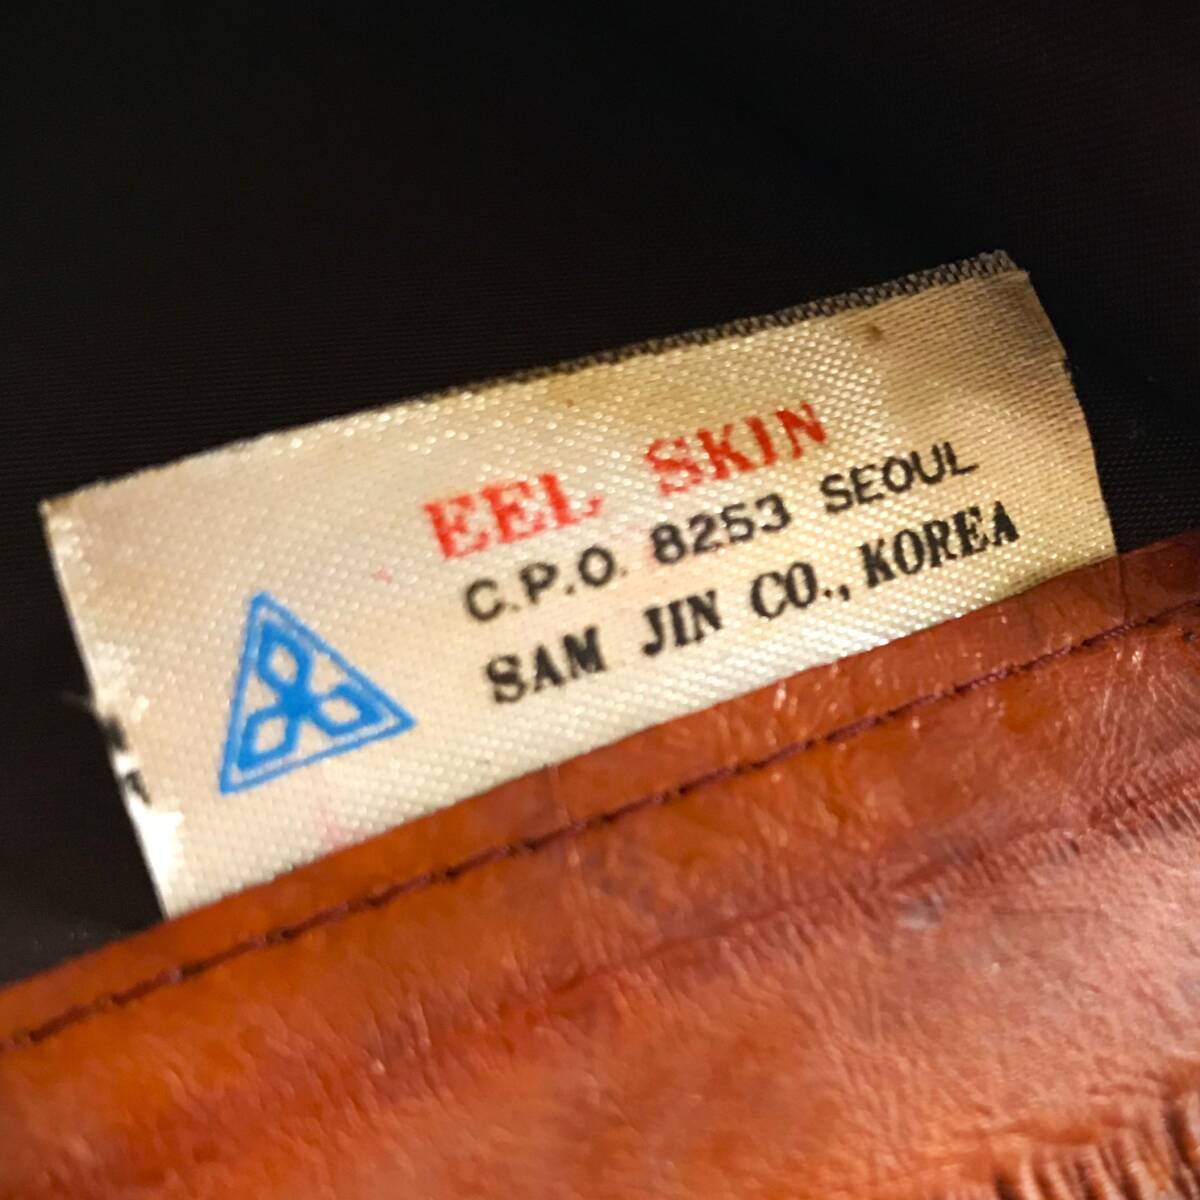 EEL SKIN
C.P.O. 8253 SEOUL
SAM JIN CO., KOREA